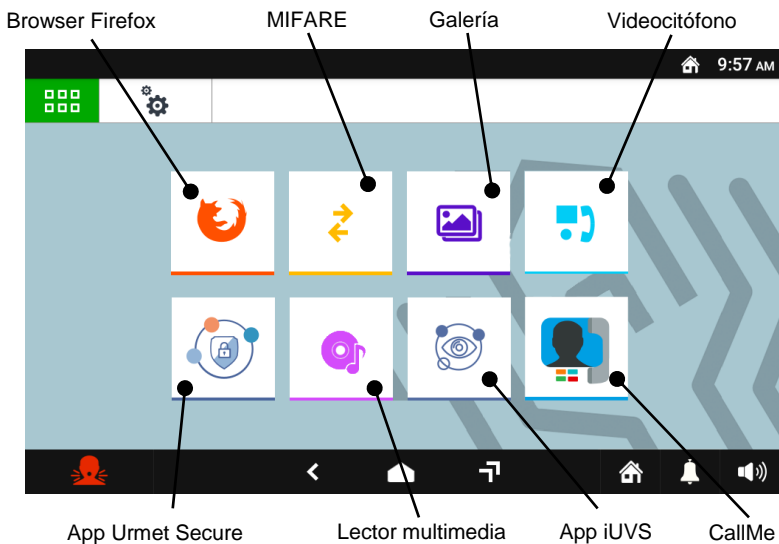 Browser Firefox MIFARE Galería Videocitófono
9:57 AM
App Urmet Secure Lector multimedia App iUVS CallMe